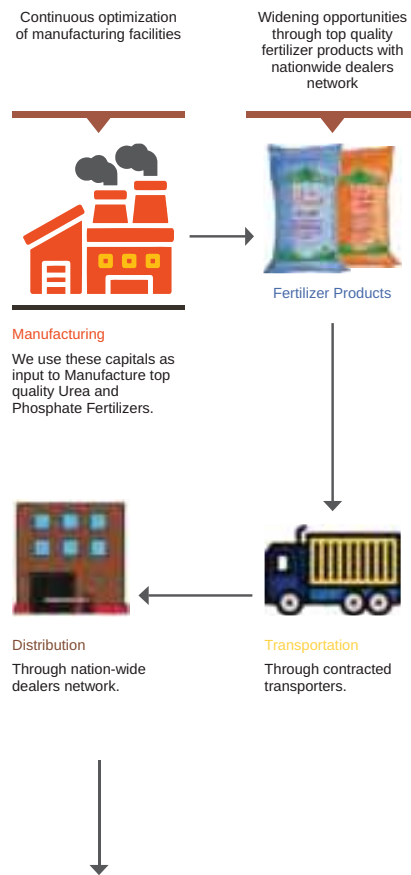 Continuous optimization
of manufacturing facilities
Widening opportunities
through top quality
fertilizer products with
nationwide dealers
network
Fertilizer Products
Manufacturing
We use these capitals as
input to Manufacture top
quality Urea and
Phosphate Fertilizers.
Distribution
Through nation-wide
dealers network.
Transportation
Through contracted
transporters.